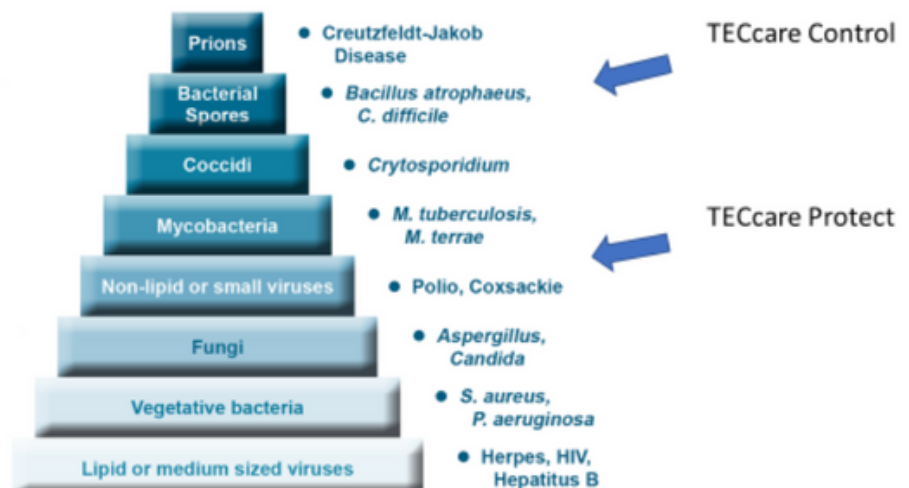 Prions
● Creutzfeldt-Jakob
Disease
TECcare Control
Bacterial
Spores
● Bacillus atrophaeus,
C. difficile
Coccidi
● Crytosporidium
Mycobacteria
● M. tuberculosis,
M. terrae
TECcare Protect
Non-lipid or small viruses
● Polio, Coxsackie
Fungi
● Aspergillus,
Candida
Vegetative bacteria
● S. aureus,
P. aeruginosa
Lipid or medium sized viruses
● Herpes, HIV,
Hepatitus B